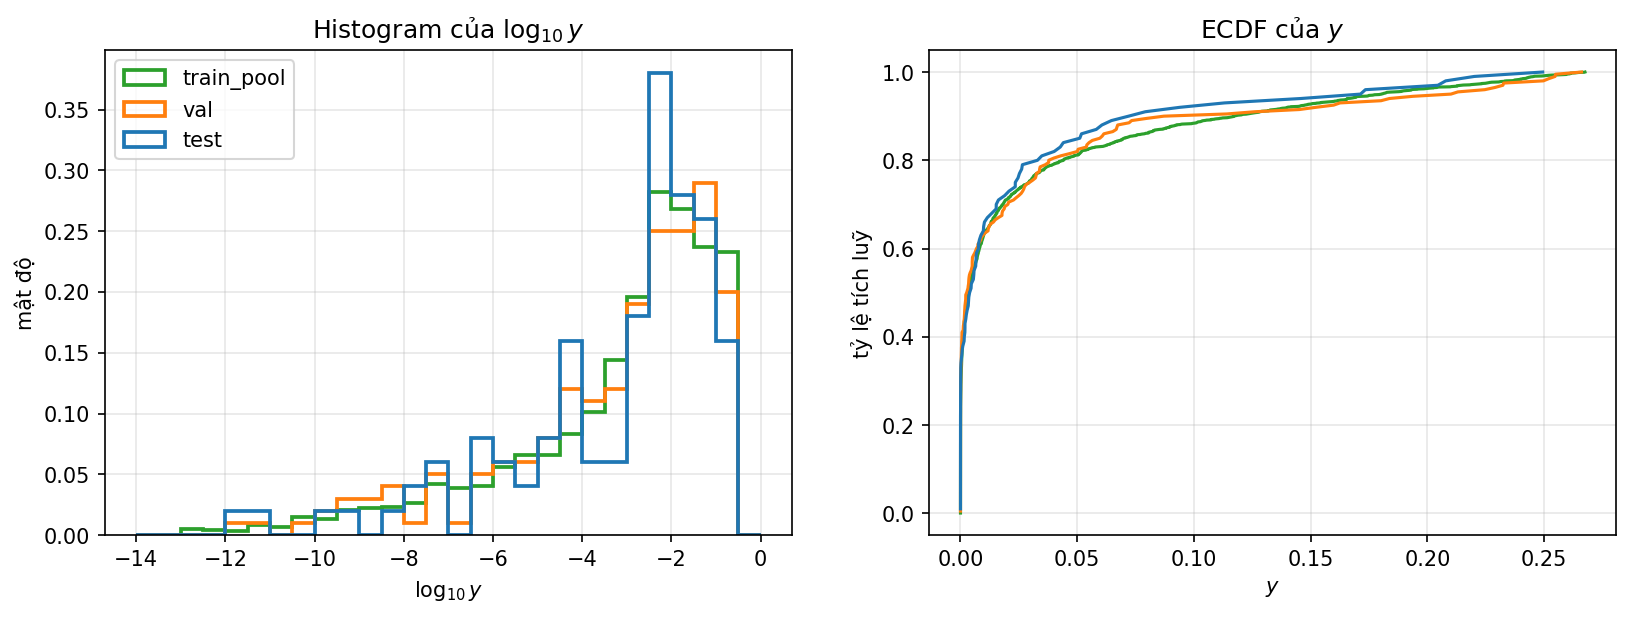 Histogram của log₁₀ y
train_pool
val
test
mật độ
0.35
0.30
0.25
0.20
0.15
0.10
0.05
0.00
−14 −12 −10 −8 −6 −4 −2 0
log₁₀ y
ECDF của y
tỷ lệ tích luỹ
1.0
0.8
0.6
0.4
0.2
0.0
0.00 0.05 0.10 0.15 0.20 0.25
y